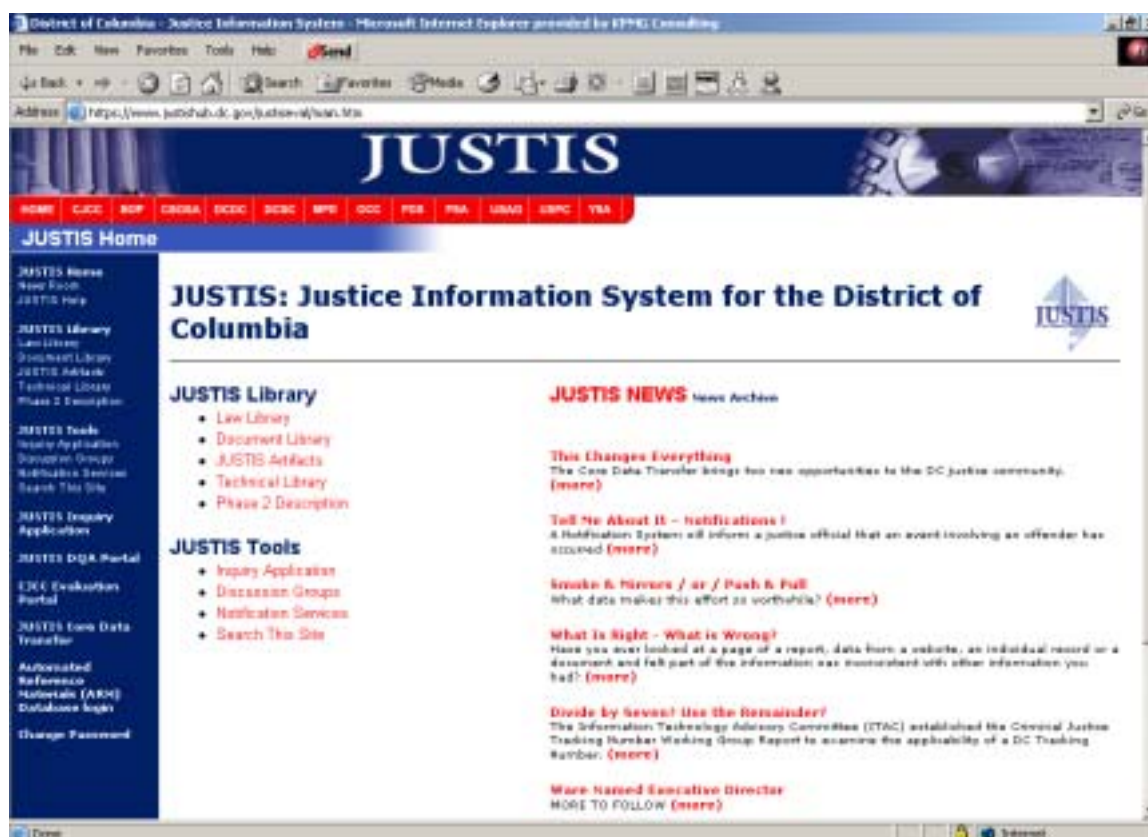 District of Columbia - Justice Information System - Microsoft Internet Explorer provided by KPMG Consulting
File Edit View Favorites Tools Help Send
Back Search Favorites Media
Address https://www.justishub.dc.gov/
Go
JUSTIS
HOME CJCC BOP CSOSA DCDC DCSC MPD OCC PDS PSA USAO USPC YSA
JUSTIS Home
JUSTIS Home
News Room
JUSTIS Help
JUSTIS Library
Law Library
Document Library
JUSTIS Artifacts
Technical Library
Phase 2 Description
JUSTIS Tools
Inquiry Application
Discussion Groups
Notification Services
Search This Site
JUSTIS Inquiry
Application
JUSTIS DQA Portal
CJCC Evaluation
Portal
JUSTIS Core Data
Transfer
Automated
Reference
Materials (ARM)
Database login
Change Password
JUSTIS: Justice Information System for the District of
Columbia
JUSTIS
JUSTIS Library
Law Library
Document Library
JUSTIS Artifacts
Technical Library
Phase 2 Description
JUSTIS Tools
Inquiry Application
Discussion Groups
Notification Services
Search This Site
JUSTIS NEWS News Archive
This Changes Everything
The Core Data Transfer brings two new opportunities to the DC justice community.
(more)
Tell Me About It - Notifications !
A Notification System will inform a justice official that an event involving an offender has
occured (more)
Smoke & Mirrors / or / Push & Pull
What data makes this effort so worthwhile? (more)
What Is Right - What is Wrong?
Have you ever looked at a page of a report, data from a website, an individual record or a
document and felt part of the information was inconsistent with other information you
had? (more)
Divide by Seven? Use the Remainder?
The Information Technology Advisory Committee (ITAC) established the Criminal Justice
Tracking Number Working Group Report to examine the applicability of a DC Tracking
Number. (more)
Ware Named Executive Director
MORE TO FOLLOW (more)
Done
Internet